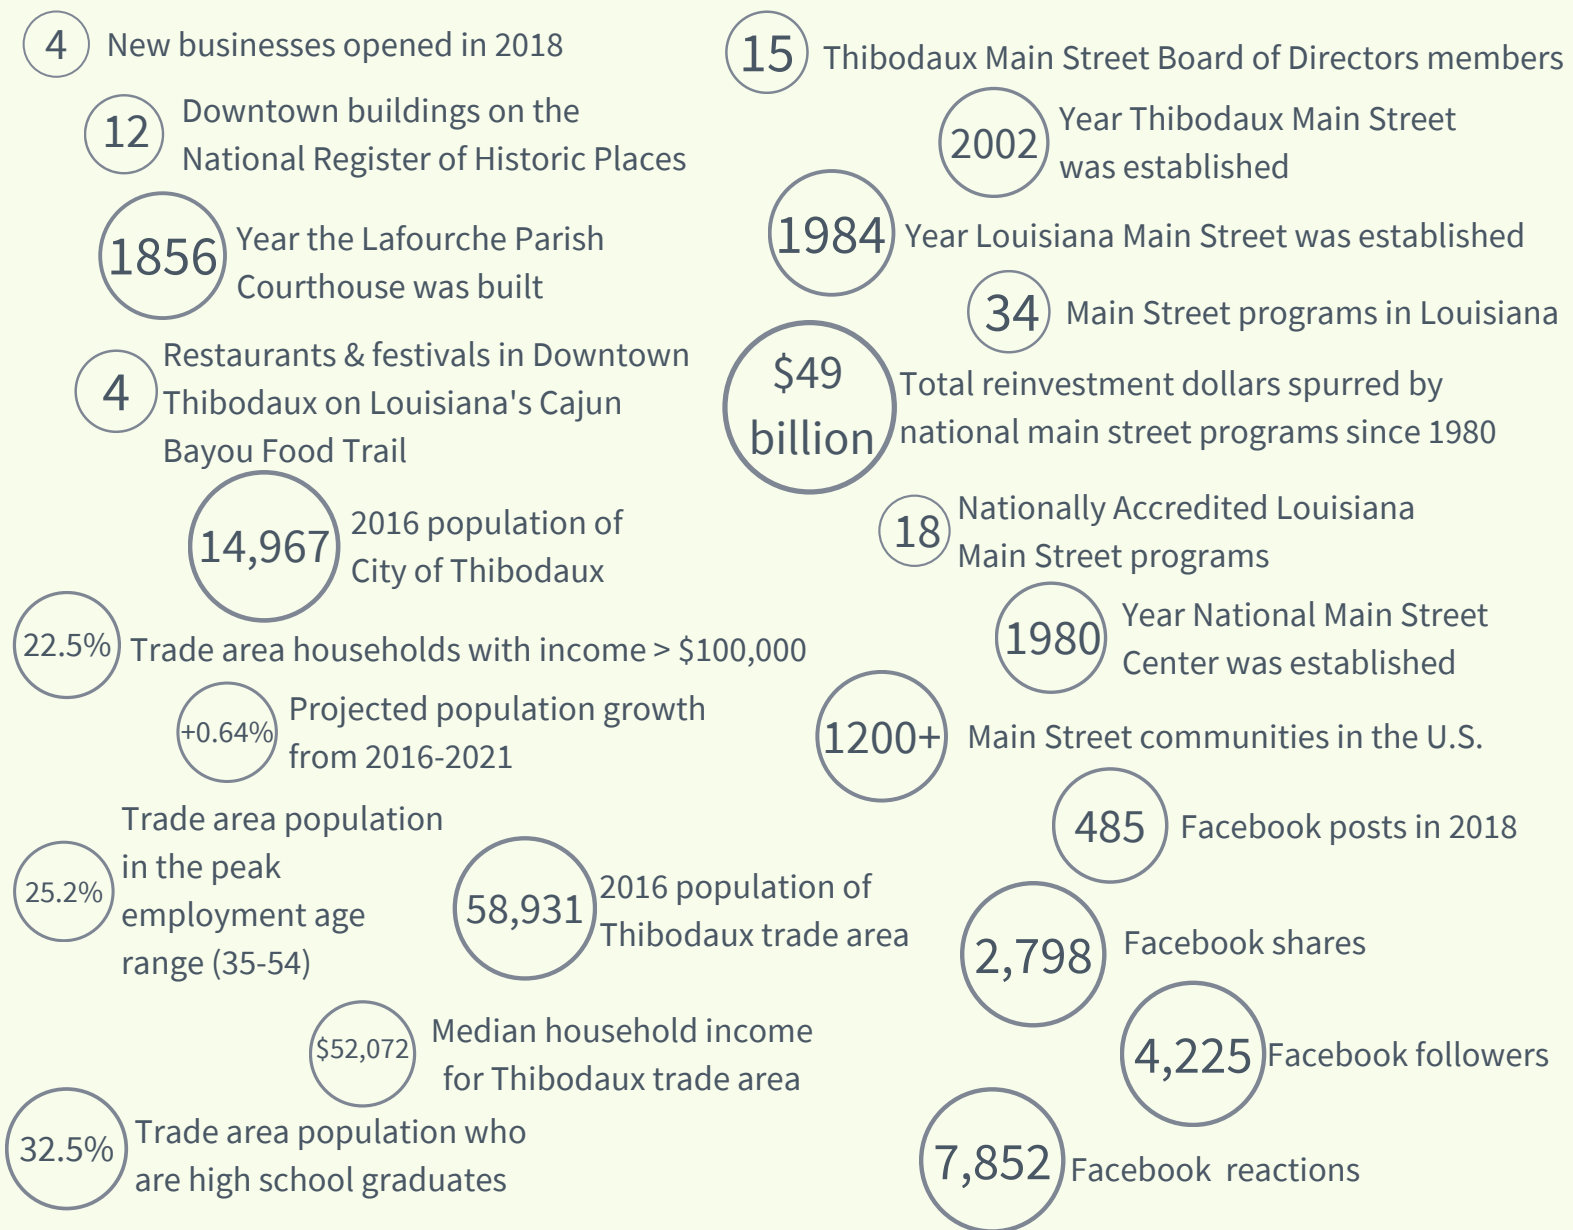 4
New businesses opened in 2018
12
Downtown buildings on the
National Register of Historic Places
1856
Year the Lafourche Parish
Courthouse was built
4
Restaurants & festivals in Downtown
Thibodaux on Louisiana's Cajun
Bayou Food Trail
14,967
2016 population of
City of Thibodaux
22.5%
Trade area households with income > $100,000
+0.64%
Projected population growth
from 2016-2021
25.2%
Trade area population
in the peak
employment age
range (35-54)
58,931
2016 population of
Thibodaux trade area
$52,072
Median household income
for Thibodaux trade area
32.5%
Trade area population who
are high school graduates
15
Thibodaux Main Street Board of Directors members
2002
Year Thibodaux Main Street
was established
1984
Year Louisiana Main Street was established
34
Main Street programs in Louisiana
$49
billion
Total reinvestment dollars spurred by
national main street programs since 1980
18
Nationally Accredited Louisiana
Main Street programs
1980
Year National Main Street
Center was established
1200+
Main Street communities in the U.S.
485
Facebook posts in 2018
2,798
Facebook shares
4,225
Facebook followers
7,852
Facebook reactions